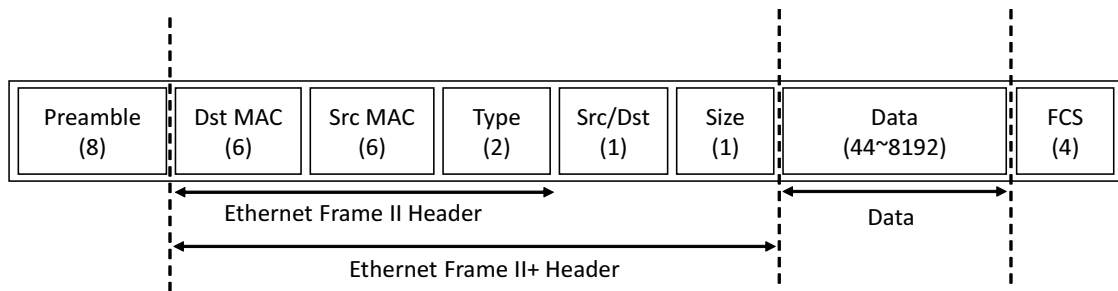 Preamble
(8)
Dst MAC
(6)
Src MAC
(6)
Type
(2)
Src/Dst
(1)
Size
(1)
Data
(44~8192)
FCS
(4)
Ethernet Frame II Header
Data
Ethernet Frame II+ Header